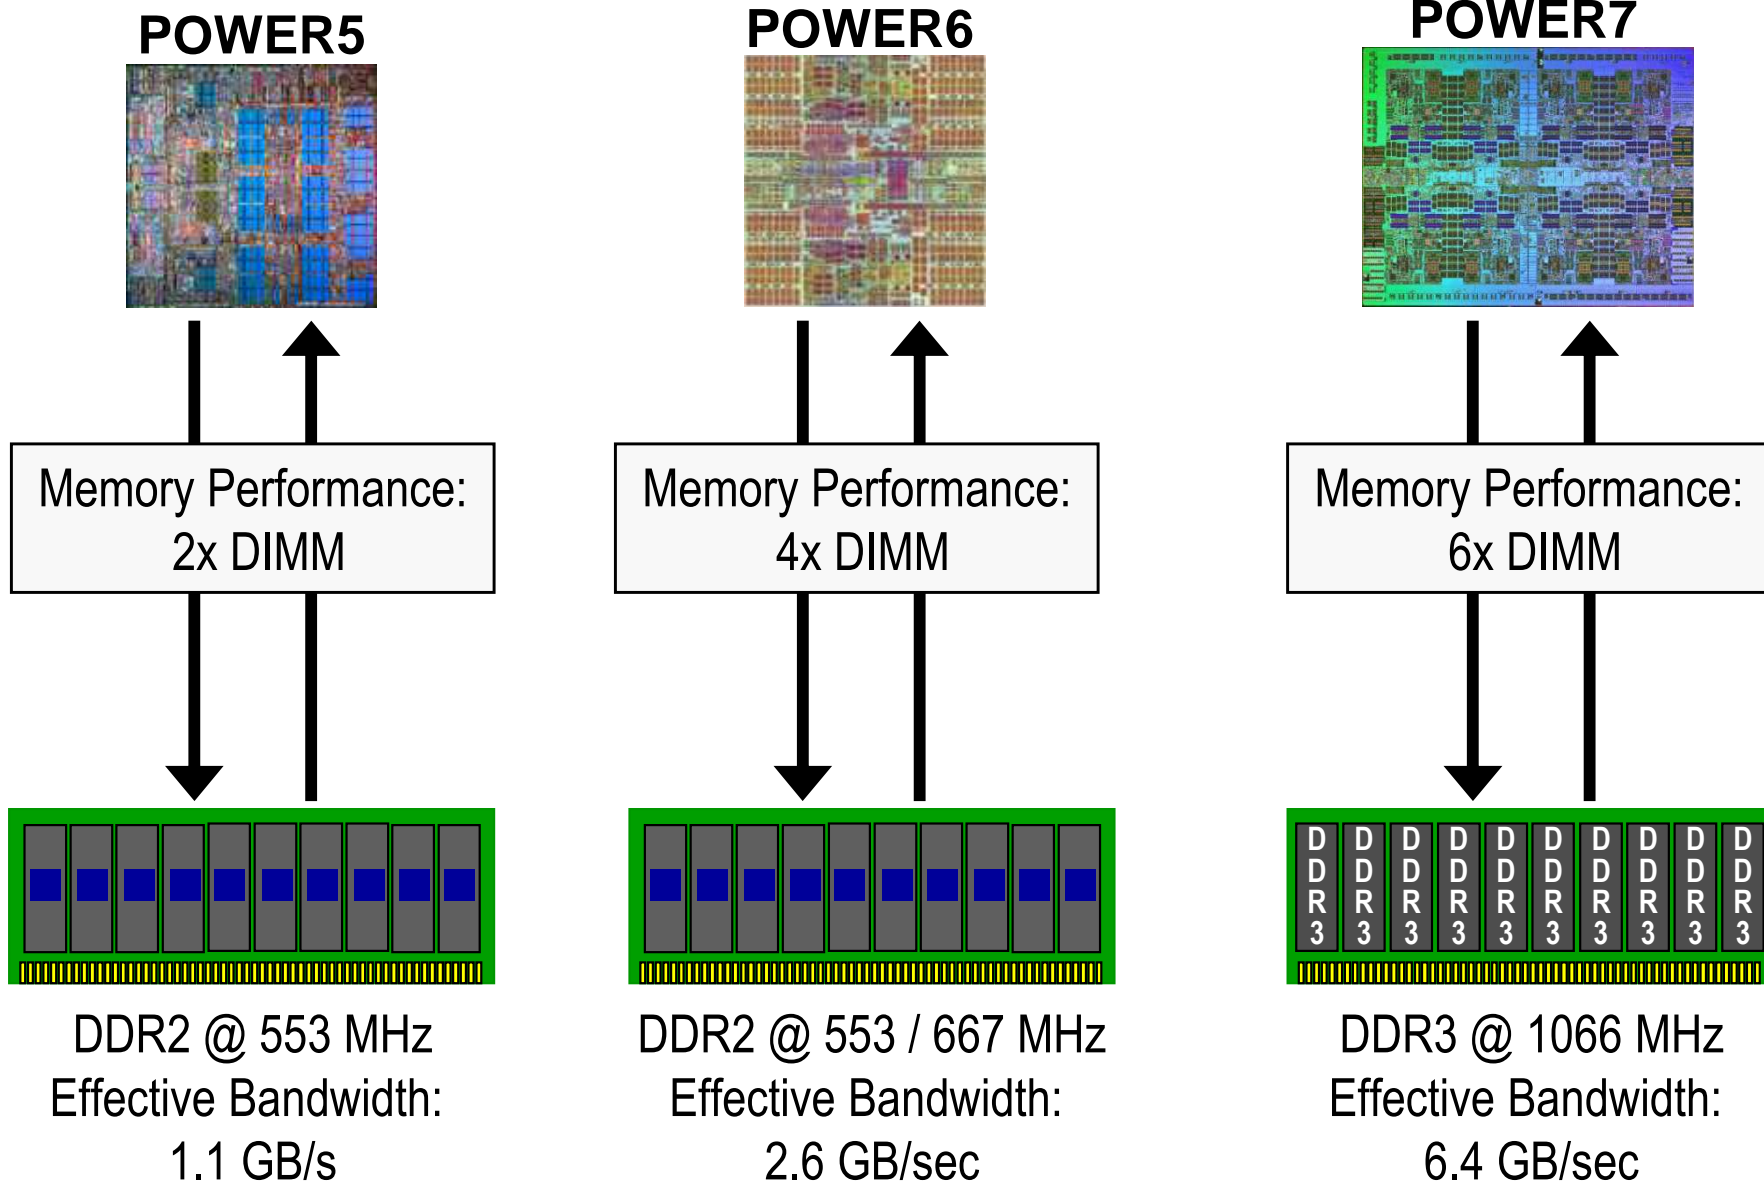 POWER5
Memory Performance:
2x DIMM
DDR2 @ 553 MHz
Effective Bandwidth:
1.1 GB/s
POWER6
Memory Performance:
4x DIMM
DDR2 @ 553 / 667 MHz
Effective Bandwidth:
2.6 GB/sec
POWER7
Memory Performance:
6x DIMM
DDR3 DDR3 DDR3 DDR3 DDR3 DDR3 DDR3 DDR3 DDR3 DDR3
DDR3 @ 1066 MHz
Effective Bandwidth:
6.4 GB/sec